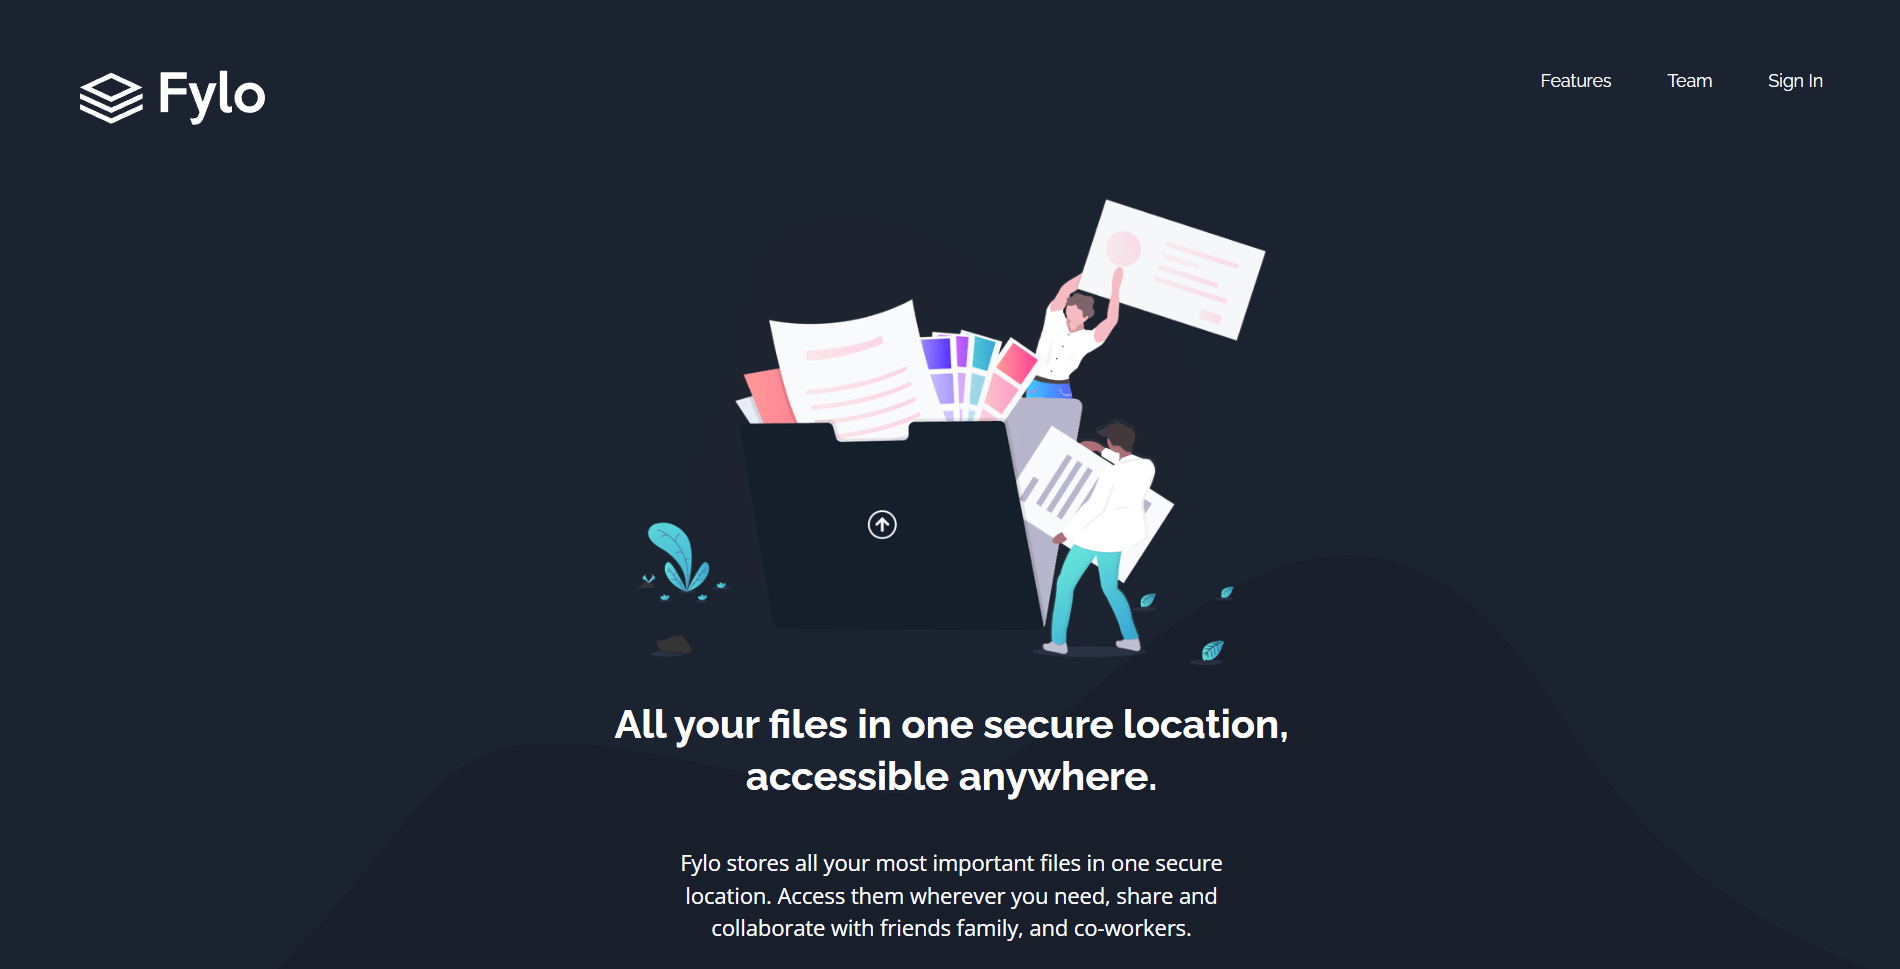 Fylo
Features
Team
Sign In
All your files in one secure location,
accessible anywhere.
Fylo stores all your most important files in one secure
location. Access them wherever you need, share and
collaborate with friends family, and co-workers.